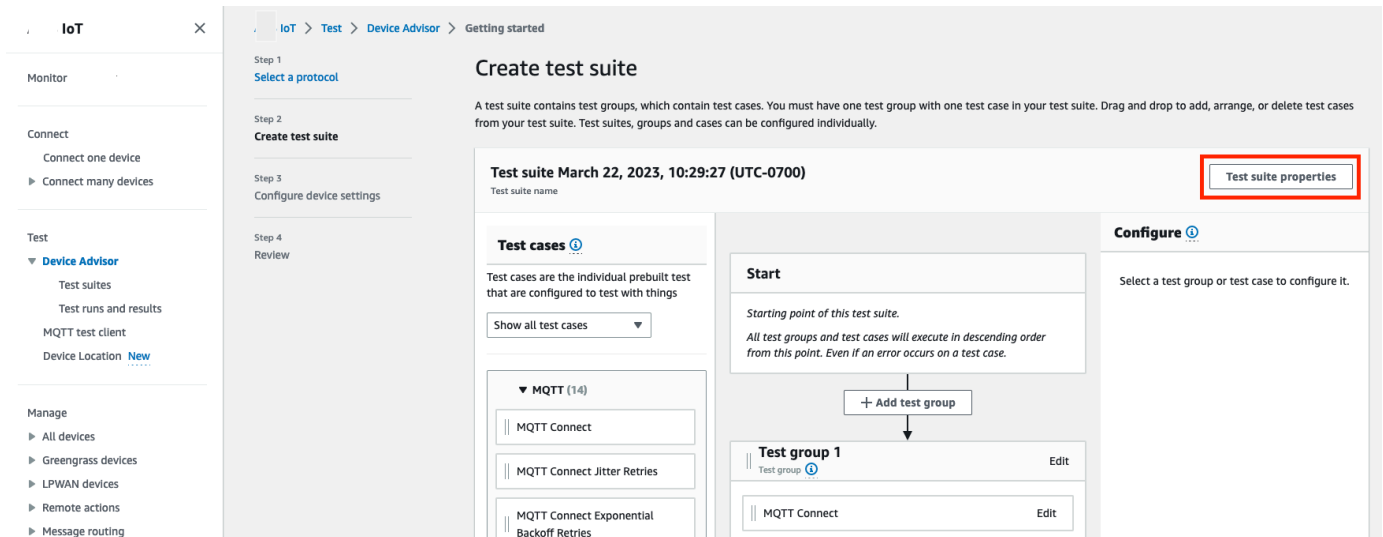 IoT
Monitor
Connect
Connect one device
Connect many devices
Test
Device Advisor
Test suites
Test runs and results
MQTT test client
Device Location New
Manage
All devices
Greengrass devices
LPWAN devices
Remote actions
Message routing
IoT > Test > Device Advisor > Getting started
Step 1
Select a protocol
Step 2
Create test suite
Step 3
Configure device settings
Step 4
Review
Create test suite
A test suite contains test groups, which contain test cases. You must have one test group with one test case in your test suite. Drag and drop to add, arrange, or delete test cases
from your test suite. Test suites, groups and cases can be configured individually.
Test suite March 22, 2023, 10:29:27 (UTC-0700)
Test suite name
Test suite properties
Test cases
Test cases are the individual prebuilt test
that are configured to test with things
Show all test cases
MQTT (14)
MQTT Connect
MQTT Connect Jitter Retries
MQTT Connect Exponential
Backoff Retries
Start
Starting point of this test suite.
All test groups and test cases will execute in descending order
from this point. Even if an error occurs on a test case.
+ Add test group
Test group 1
Edit
Test group
MQTT Connect
Edit
Configure
Select a test group or test case to configure it.